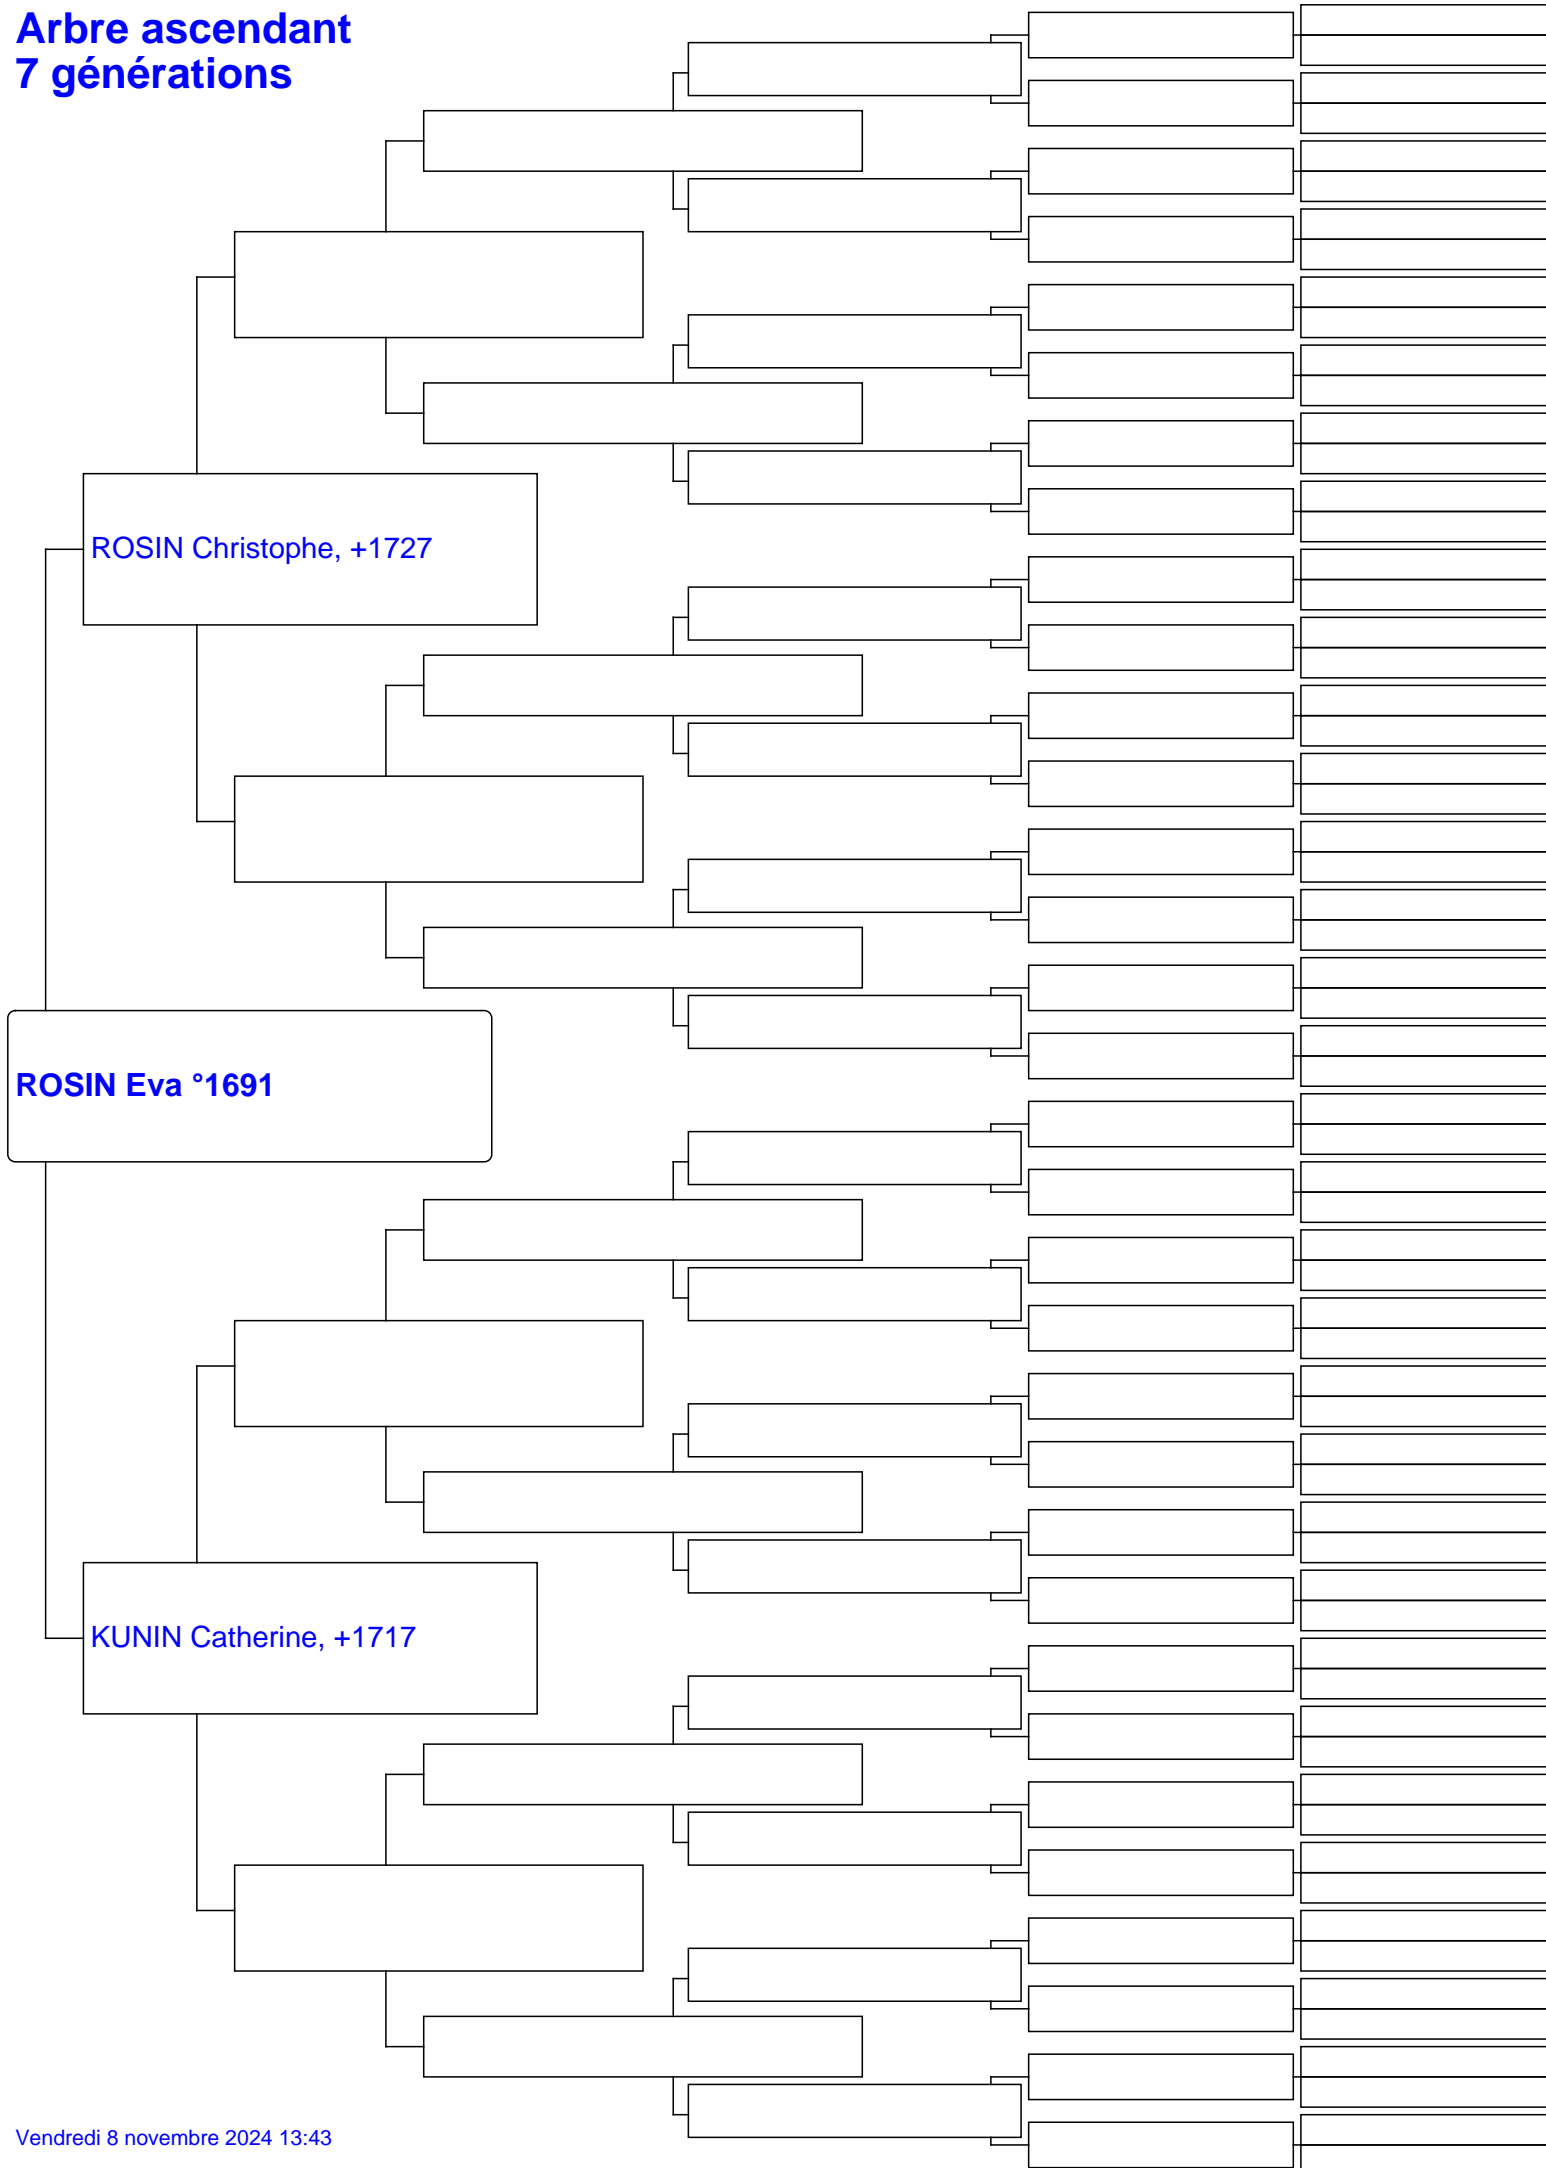 Arbre ascendant
7 générations
ROSIN Christophe, +1727
ROSIN Eva °1691
KUNIN Catherine, +1717
Vendredi 8 novembre 2024 13:43